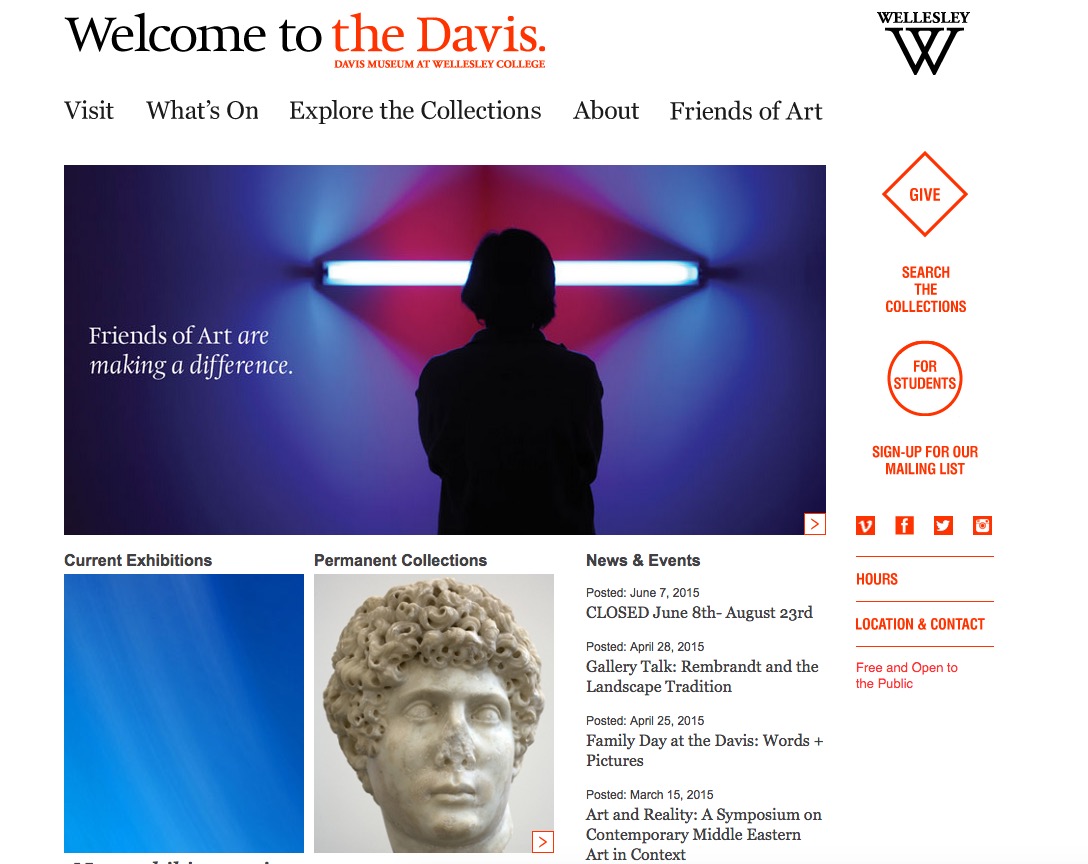 Welcome to the Davis.
DAVIS MUSEUM AT WELLESLEY COLLEGE
WELLESLEY
W
Visit What's On Explore the Collections About Friends of Art
Friends of Art are
making a difference.
GIVE
SEARCH
THE
COLLECTIONS
FOR
STUDENTS
SIGN-UP FOR OUR
MAILING LIST
HOURS
LOCATION & CONTACT
Free and Open to
the Public
Current Exhibitions
Permanent Collections
News & Events
Posted: June 7, 2015
CLOSED June 8th- August 23rd
Posted: April 28, 2015
Gallery Talk: Rembrandt and the
Landscape Tradition
Posted: April 25, 2015
Family Day at the Davis: Words +
Pictures
Posted: March 15, 2015
Art and Reality: A Symposium on
Contemporary Middle Eastern
Art in Context